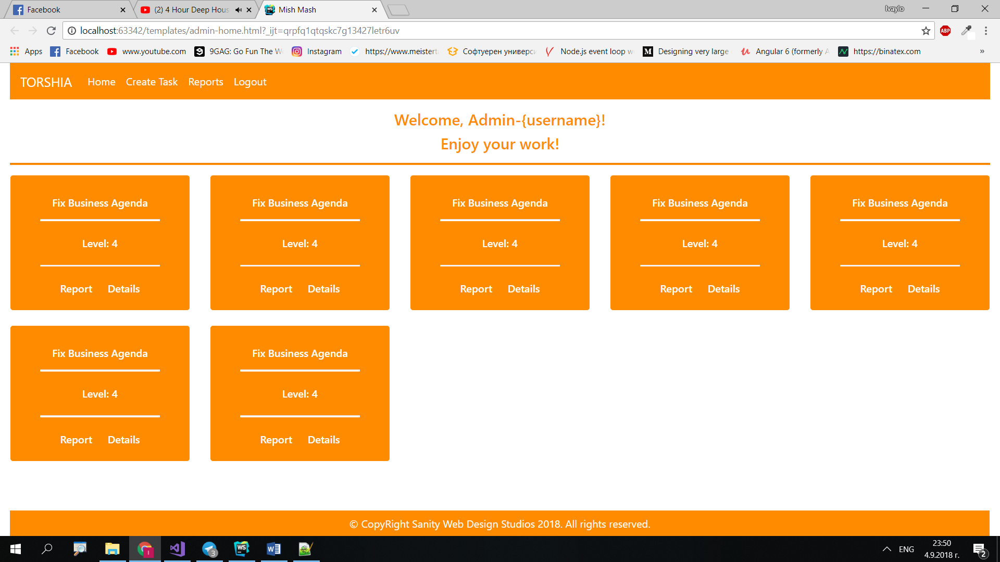 Facebook
(2) 4 Hour Deep Hous
Mish Mash
Ivaylo
localhost:63342/templates/admin-home.html?_ijt=qrpfq1qtqskc7g13427letr6uv
ABP
Apps Facebook www.youtube.com 9GAG: Go Fun The W Instagram https://www.meistert Софтуерен универс Node.js event loop w Designing very large Angular 6 (formerly A https://binatex.com »
TORSHIA Home Create Task Reports Logout
Welcome, Admin-{username}!
Enjoy your work!
Fix Business Agenda Fix Business Agenda Fix Business Agenda Fix Business Agenda Fix Business Agenda
Level: 4 Level: 4 Level: 4 Level: 4 Level: 4
Report Details Report Details Report Details Report Details Report Details
Fix Business Agenda Fix Business Agenda
Level: 4 Level: 4
Report Details Report Details
© CopyRight Sanity Web Design Studios 2018. All rights reserved.
3
ENG
23:50
4.9.2018 г.
2